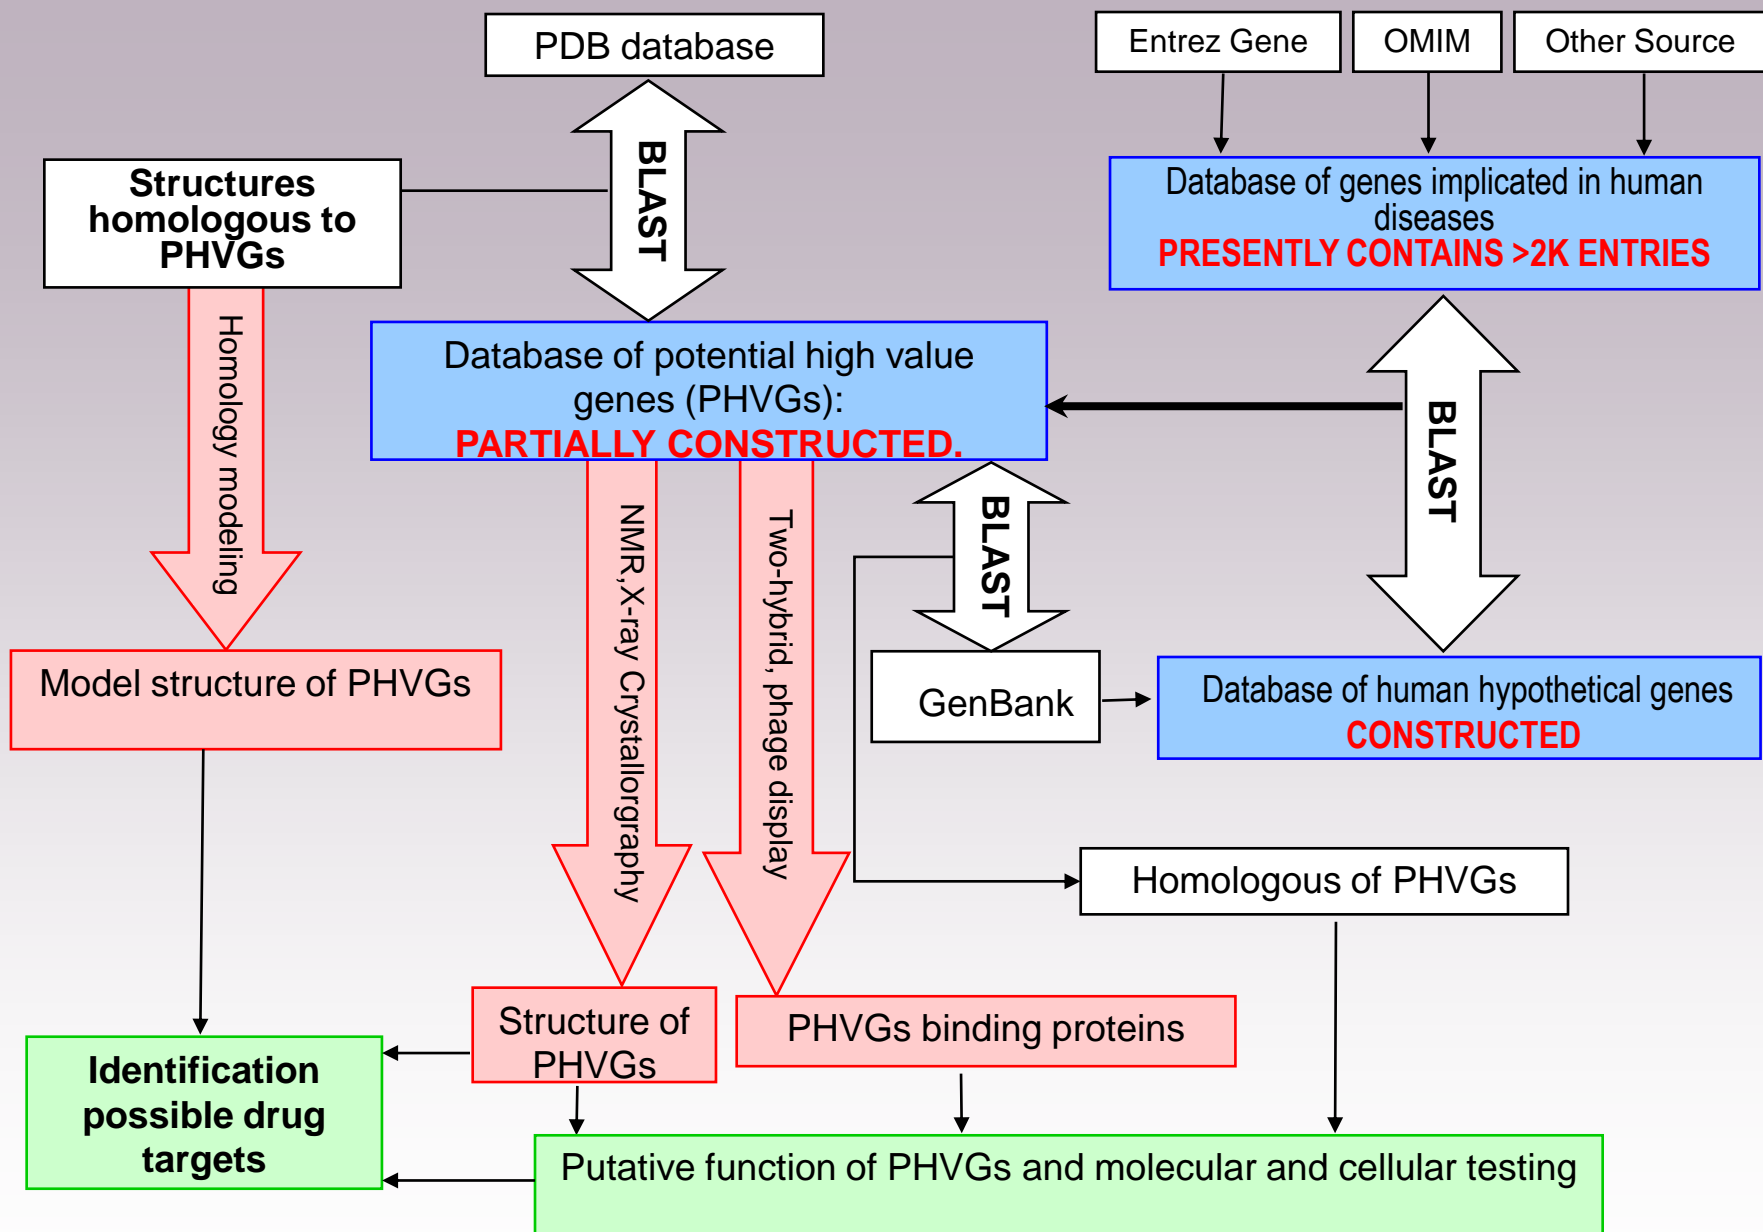 PDB database
Entrez Gene
OMIM
Other Source
BLAST
Structures
homologous to
PHVGs
Database of genes implicated in human
diseases
PRESENTLY CONTAINS >2K ENTRIES
Homology modeling
Database of potential high value
genes (PHVGs):
PARTIALLY CONSTRUCTED.
BLAST
NMR,X-ray Crystallorgraphy
Two-hybrid, phage display
BLAST
Model structure of PHVGs
GenBank
Database of human hypothetical genes
CONSTRUCTED
Homologous of PHVGs
Structure of
PHVGs
PHVGs binding proteins
Identification
possible drug
targets
Putative function of PHVGs and molecular and cellular testing